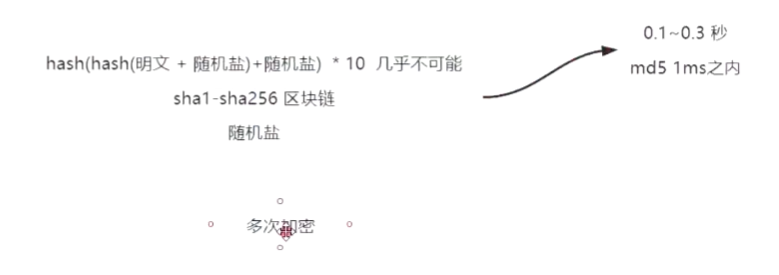 hash(hash(明文 + 随机盐)+随机盐) * 10 几乎不可能
sha1-sha256 区块链
随机盐
0.1~0.3 秒
md5 1ms之内
多次加密